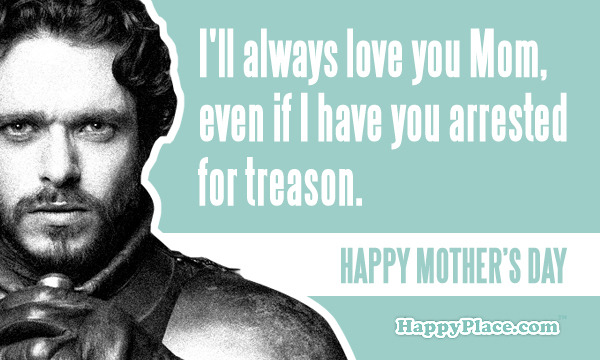 I'll always love you Mom,
even if I have you arrested
for treason.
HAPPY MOTHER'S DAY
HappyPlace.com